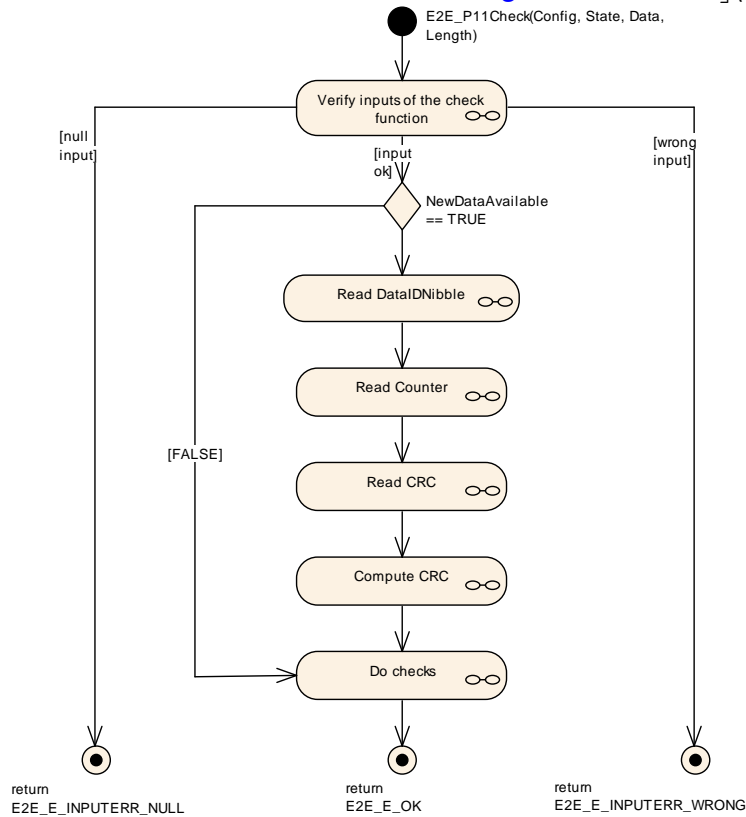 E2E_P11Check(Config, State, Data,
Length)
Verify inputs of the check
function
[null
input]
[input
ok]
[wrong
input]
NewDataAvailable
== TRUE
Read DataIDNibble
Read Counter
[FALSE]
Read CRC
Compute CRC
Do checks
return
E2E_E_INPUTERR_NULL
return
E2E_E_OK
return
E2E_E_INPUTERR_WRONG